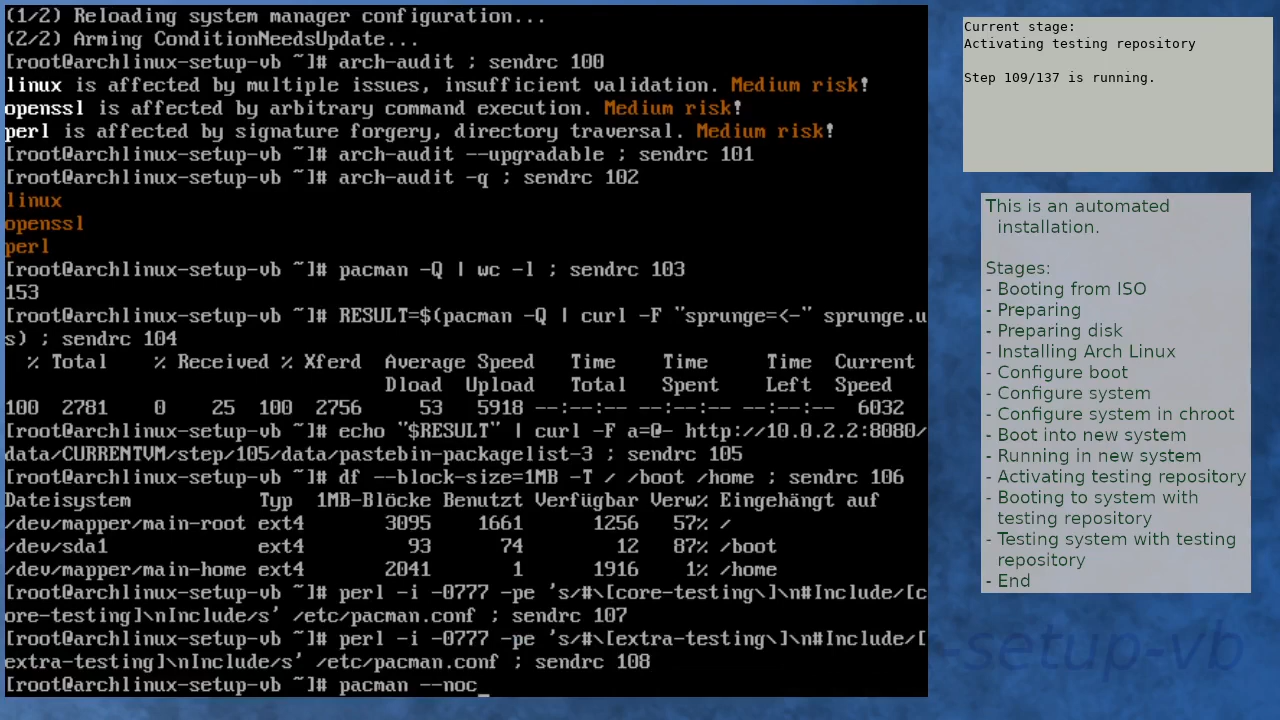 (1/2) Reloading system manager configuration...
(2/2) Arming ConditionNeedsUpdate...
[root@archlinux-setup-vb ~]# arch-audit ; sendrc 100
linux is affected by multiple issues, insufficient validation. Medium risk!
openssl is affected by arbitrary command execution. Medium risk!
perl is affected by signature forgery, directory traversal. Medium risk!
[root@archlinux-setup-vb ~]# arch-audit --upgradable ; sendrc 101
[root@archlinux-setup-vb ~]# arch-audit -q ; sendrc 102
linux
openssl
perl
[root@archlinux-setup-vb ~]# pacman -Q | wc -l ; sendrc 103
153
[root@archlinux-setup-vb ~]# RESULT=$(pacman -Q | curl -F "sprunge=<-" sprunge.u
s) ; sendrc 104
  % Total    % Received % Xferd  Average Speed   Time    Time     Time  Current
                                 Dload  Upload   Total   Spent    Left  Speed
100  2781    0    25  100  2756     53   5918 --:--:-- --:--:-- --:--:--  6032
[root@archlinux-setup-vb ~]# echo "$RESULT" | curl -F a=@- http://10.0.2.2:8080/
data/CURRENTVM/step/105/data/pastebin-packagelist-3 ; sendrc 105
[root@archlinux-setup-vb ~]# df --block-size=1MB -T / /boot /home ; sendrc 106
Dateisystem           Typ  1MB-Blöcke Benutzt Verfügbar Verw% Eingehängt auf
/dev/mapper/main-root ext4       3095    1661      1256   57% /
/dev/sda1             ext4         93      74        12   87% /boot
/dev/mapper/main-home ext4       2041       1      1916    1% /home
[root@archlinux-setup-vb ~]# perl -i -0777 -pe 's/#\[core-testing\]\n#Include/[c
ore-testing]\nInclude/s' /etc/pacman.conf ; sendrc 107
[root@archlinux-setup-vb ~]# perl -i -0777 -pe 's/#\[extra-testing\]\n#Include/[
extra-testing]\nInclude/s' /etc/pacman.conf ; sendrc 108
[root@archlinux-setup-vb ~]# pacman --noc_
Current stage:
Activating testing repository
Step 109/137 is running.
This is an automated
installation.
Stages:
- Booting from ISO
- Preparing
- Preparing disk
- Installing Arch Linux
- Configure boot
- Configure system
- Configure system in chroot
- Boot into new system
- Running in new system
- Activating testing repository
- Booting to system with
testing repository
- Testing system with testing
repository
- End
-setup-vb